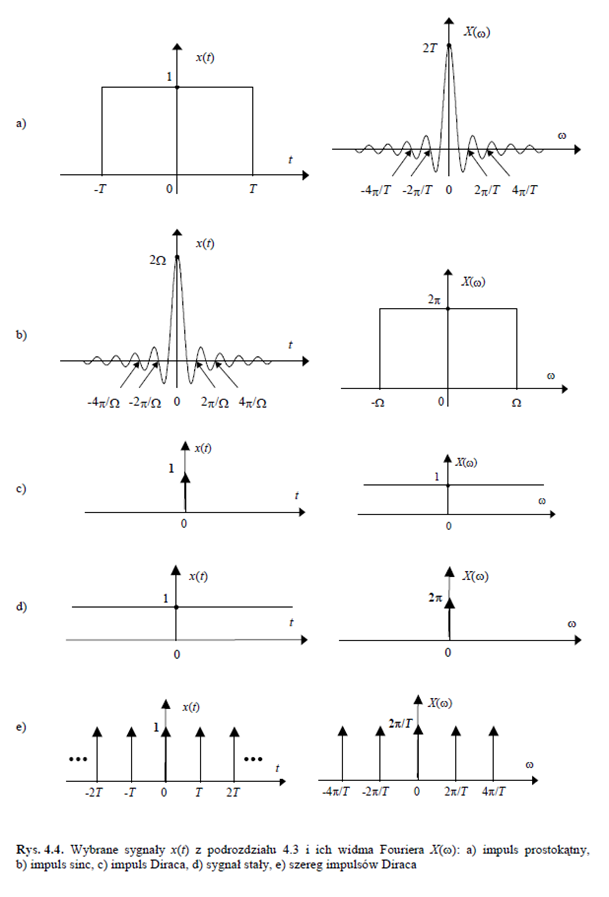 x(t)
X(ω)
1
2T
a)
t
ω
-T
0
T
-4π/T -2π/T 0 2π/T 4π/T
x(t)
2Ω
X(ω)
2π
b)
t
ω
-4π/Ω -2π/Ω 0 2π/Ω 4π/Ω
-Ω
0
Ω
x(t)
X(ω)
1
1
c)
t
ω
0
0
x(t)
X(ω)
1
2π
d)
t
ω
0
0
x(t)
X(ω)
1
2π/T
e)
•••
•••
t
ω
-2T -T 0 T 2T
-4π/T -2π/T 0 2π/T 4π/T
Rys. 4.4. Wybrane sygnały x(t) z podrozdziału 4.3 i ich widma Fouriera X(ω): a) impuls prostokątny,
b) impuls sinc, c) impuls Diraca, d) sygnał stały, e) szereg impulsów Diraca